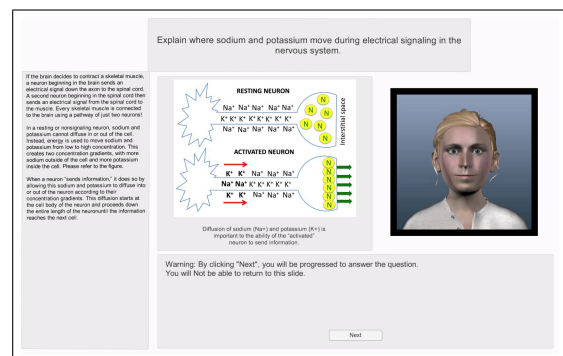 Explain where sodium and potassium move during electrical signaling in the
nervous system.
If the brain decides to contract a skeletal muscle,
a neuron beginning in the brain sends an
electrical signal down the axon to the spinal cord.
A second neuron beginning in the spinal cord then
sends an electrical signal from the spinal cord to
the muscle. Every skeletal muscle is connected
to the brain using a pathway of just two neurons!
In a resting or nonsignaling neuron, sodium and
potassium cannot diffuse in or out of the cell.
Instead, energy is used to move sodium and
potassium from low to high concentration. This
creates two concentration gradients, with more
sodium outside of the cell and more potassium
inside the cell. Please refer to the figure.
When a neuron "sends information," it does so by
allowing this sodium and potassium to diffuse into
or out of the neuron according to their
concentration gradients. This diffusion starts at
the cell body of the neuron and proceeds down
the entire length of the neuronuntil the information
reaches the next cell.
RESTING NEURON
Na⁺ Na⁺ Na⁺ Na⁺ Na⁺
K⁺ K⁺ K⁺ K⁺ K⁺ K⁺ K⁺
Na⁺ Na⁺ Na⁺ Na⁺ Na⁺
N
N
N
N
N
N
N
Interstitial space
ACTIVATED NEURON
K⁺ K⁺ Na⁺ Na⁺ Na⁺
Na⁺ Na⁺ K⁺ K⁺ K⁺ K⁺ K⁺
K⁺ K⁺ Na⁺ Na⁺ Na⁺
N
N
N
N
N
N
Diffusion of sodium (Na+) and potassium (K+) is
important to the ability of the "activated"
neuron to send information.
Warning: By clicking "Next", you will be progressed to answer the question.
You will Not be able to return to this slide.
Next